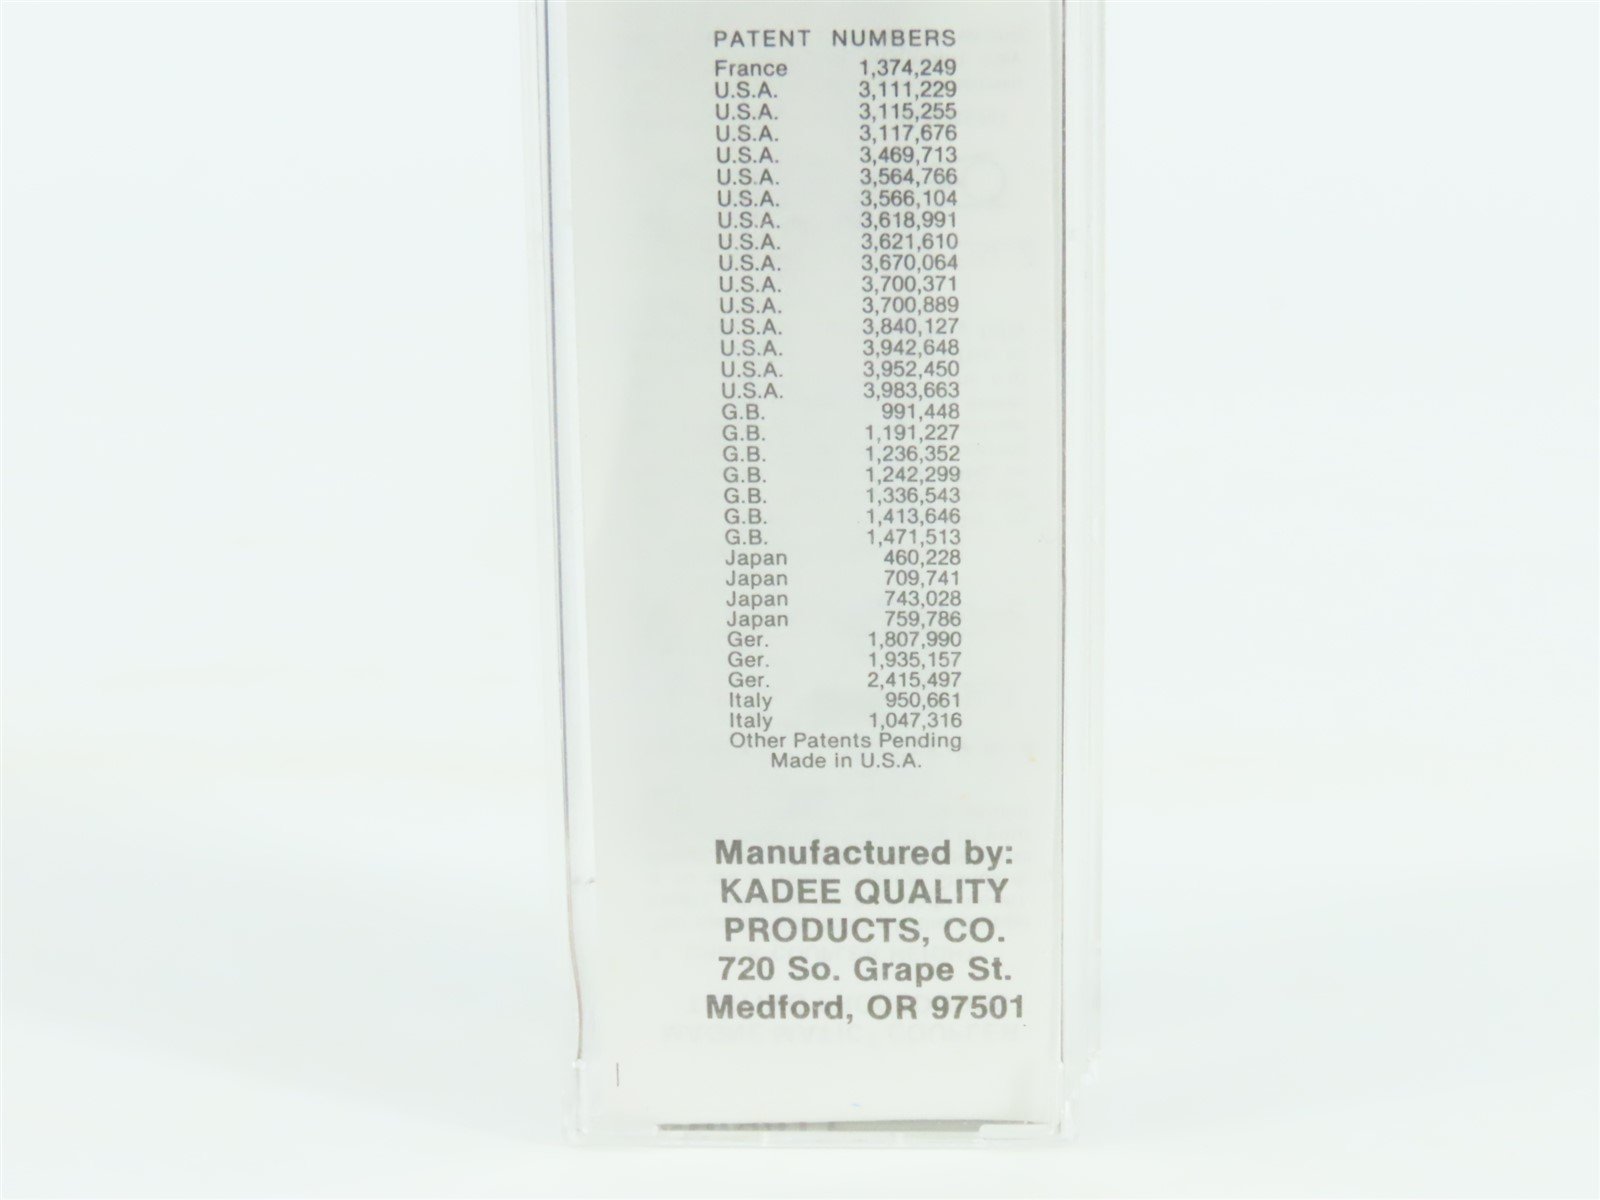 PATENT NUMBERS
France 1,374,249
U.S.A. 3,111,229
U.S.A. 3,115,255
U.S.A. 3,117,676
U.S.A. 3,469,713
U.S.A. 3,564,766
U.S.A. 3,566,104
U.S.A. 3,618,991
U.S.A. 3,621,610
U.S.A. 3,670,064
U.S.A. 3,700,371
U.S.A. 3,700,889
U.S.A. 3,840,127
U.S.A. 3,942,648
U.S.A. 3,952,450
U.S.A. 3,983,663
G.B. 991,448
G.B. 1,191,227
G.B. 1,236,352
G.B. 1,242,299
G.B. 1,336,543
G.B. 1,413,646
G.B. 1,471,513
Japan 460,228
Japan 709,741
Japan 743,028
Japan 759,786
Ger. 1,807,990
Ger. 1,935,157
Ger. 2,415,497
Italy 950,661
Italy 1,047,316
Other Patents Pending
Made in U.S.A.
Manufactured by:
KADEE QUALITY
PRODUCTS, CO.
720 So. Grape St.
Medford, OR 97501